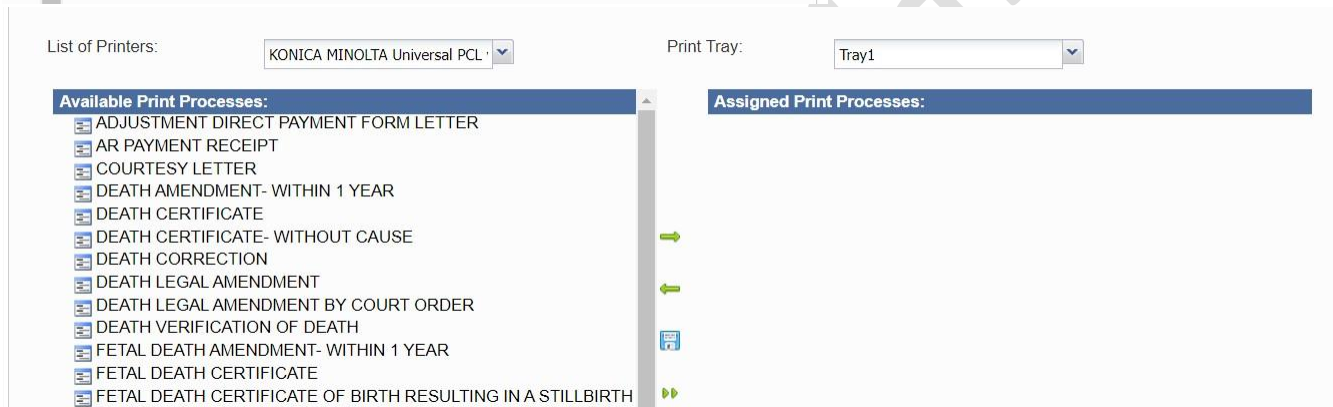 List of Printers:
KONICA MINOLTA Universal PCL
Print Tray:
Tray1
Available Print Processes:
ADJUSTMENT DIRECT PAYMENT FORM LETTER
AR PAYMENT RECEIPT
COURTESY LETTER
DEATH AMENDMENT- WITHIN 1 YEAR
DEATH CERTIFICATE
DEATH CERTIFICATE- WITHOUT CAUSE
DEATH CORRECTION
DEATH LEGAL AMENDMENT
DEATH LEGAL AMENDMENT BY COURT ORDER
DEATH VERIFICATION OF DEATH
FETAL DEATH AMENDMENT- WITHIN 1 YEAR
FETAL DEATH CERTIFICATE
FETAL DEATH CERTIFICATE OF BIRTH RESULTING IN A STILLBIRTH
Assigned Print Processes: